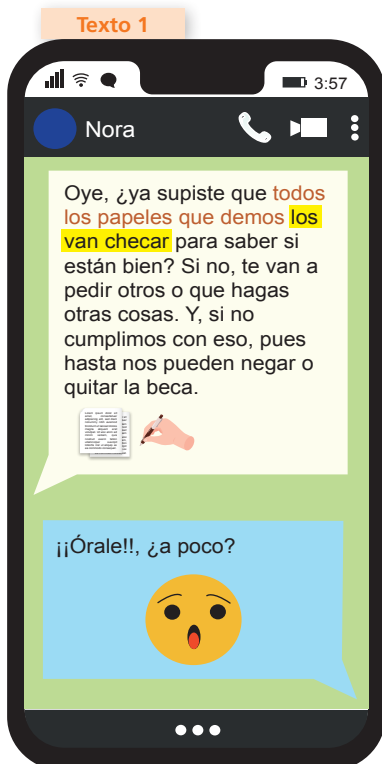 Texto 1
3:57
Nora
Oye, ¿ya supiste que todos
los papeles que demos los
van checar para saber si
están bien? Si no, te van a
pedir otros o que hagas
otras cosas. Y, si no
cumplimos con eso, pues
hasta nos pueden negar o
quitar la beca.
¡¡Órale!!, ¿a poco?